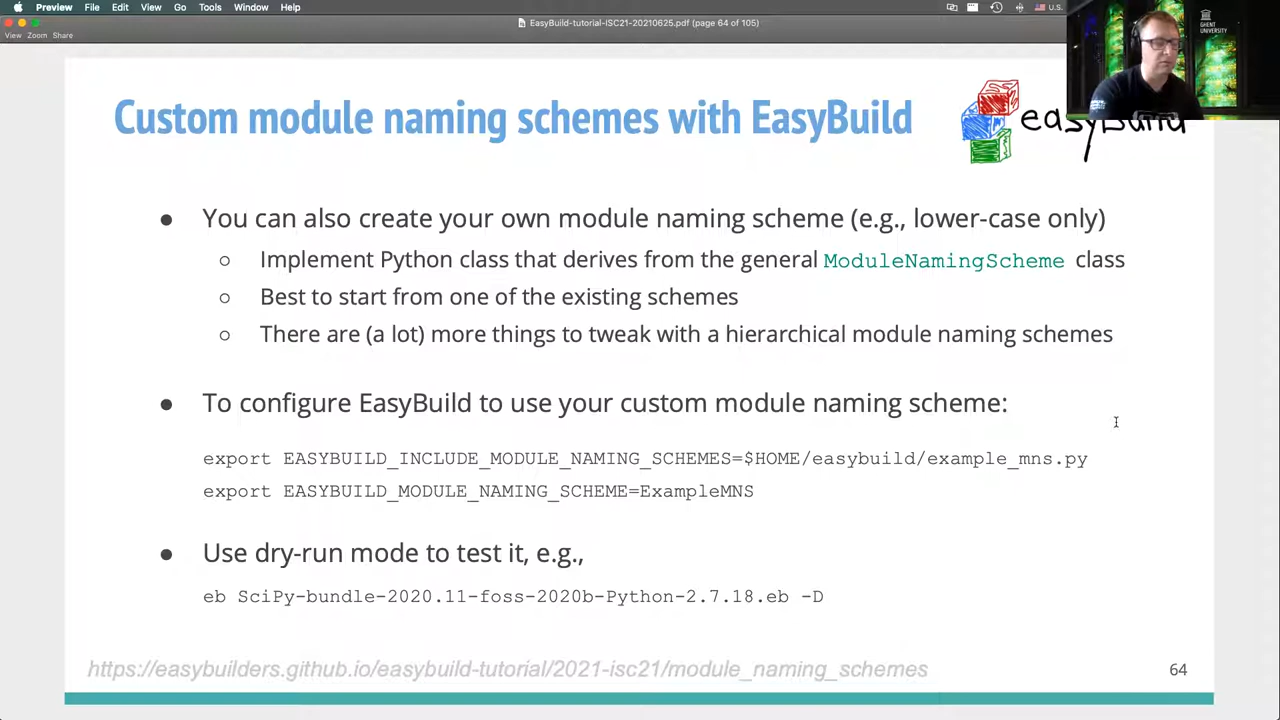 Preview File Edit View Go Tools Window Help
U.S.
EasyBuild-tutorial-ISC21-20210625.pdf (page 64 of 105)
View Zoom Share
GHENT
UNIVERSITY
Custom module naming schemes with EasyBuild
easybuild
● You can also create your own module naming scheme (e.g., lower-case only)
○ Implement Python class that derives from the general ModuleNamingScheme class
○ Best to start from one of the existing schemes
○ There are (a lot) more things to tweak with a hierarchical module naming schemes
● To configure EasyBuild to use your custom module naming scheme:
export EASYBUILD_INCLUDE_MODULE_NAMING_SCHEMES=$HOME/easybuild/example_mns.py
export EASYBUILD_MODULE_NAMING_SCHEME=ExampleMNS
● Use dry-run mode to test it, e.g.,
eb SciPy-bundle-2020.11-foss-2020b-Python-2.7.18.eb -D
https://easybuilders.github.io/easybuild-tutorial/2021-isc21/module_naming_schemes
64